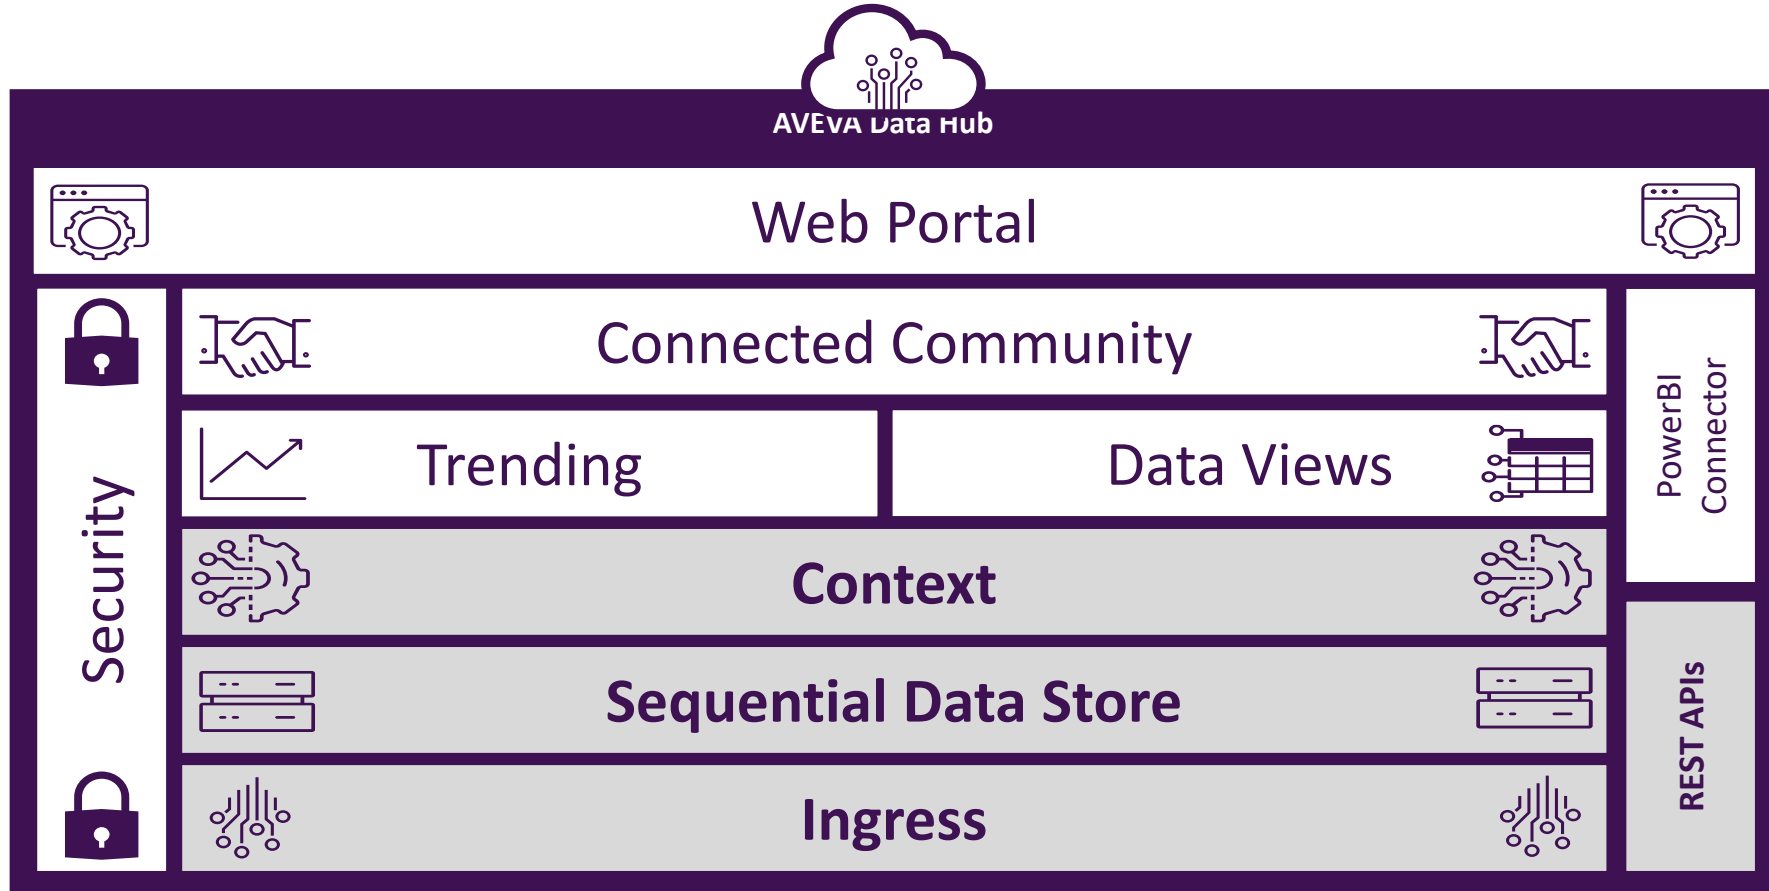 AVEVA Data Hub
Web Portal
Security
Connected Community
Trending
Data Views
PowerBI
Connector
Context
Sequential Data Store
Ingress
REST APIs